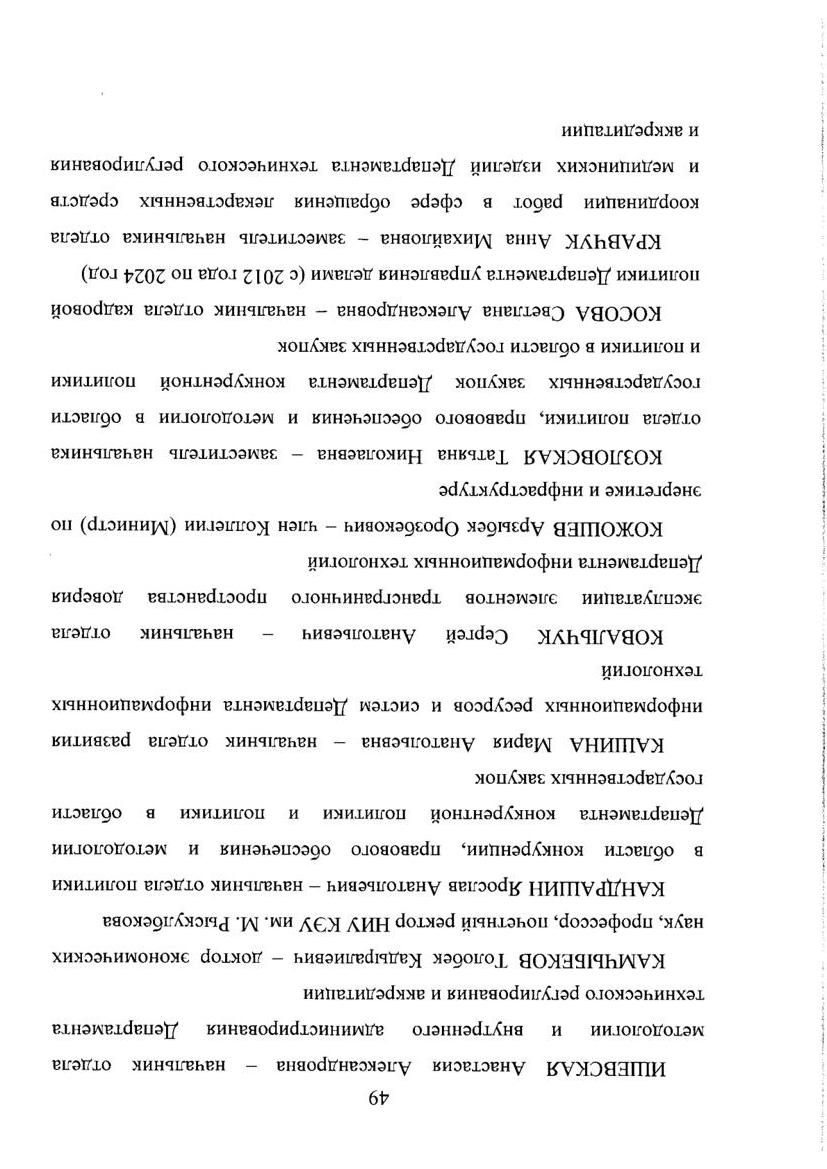 49
ИШЕВСКАЯ Анастасия Александровна – начальник отдела
методологии и внутреннего администрирования Департамента
технического регулирования и аккредитации
КАМЧЫБЕКОВ Толобек Кадыралиевич – доктор экономических
наук, профессор, почетный ректор НИУ КЭУ им. М. Рыскулбекова
КАНДРАШИН Ярослав Анатольевич – начальник отдела политики
в области конкуренции, правового обеспечения и методологии
Департамента конкурентной политики и политики в области
государственных закупок
КАШИНА Мария Анатольевна – начальник отдела развития
информационных ресурсов и систем Департамента информационных
технологий
КОВАЛЬЧУК Сергей Анатольевич – начальник отдела
эксплуатации элементов трансграничного пространства доверия
Департамента информационных технологий
КОЖОШЕВ Арзыбек Орозбекович – член Коллегии (Министр) по
энергетике и инфраструктуре
КОЗЛОВСКАЯ Татьяна Николаевна – заместитель начальника
отдела политики, правового обеспечения и методологии в области
государственных закупок Департамента конкурентной политики
и политики в области государственных закупок
КОСОВА Светлана Александровна – начальник отдела кадровой
политики Департамента управления делами (с 2012 года по 2024 год)
КРАВЧУК Анна Михайловна – заместитель начальника отдела
координации работ в сфере обращения лекарственных средств
и медицинских изделий Департамента технического регулирования
и аккредитации